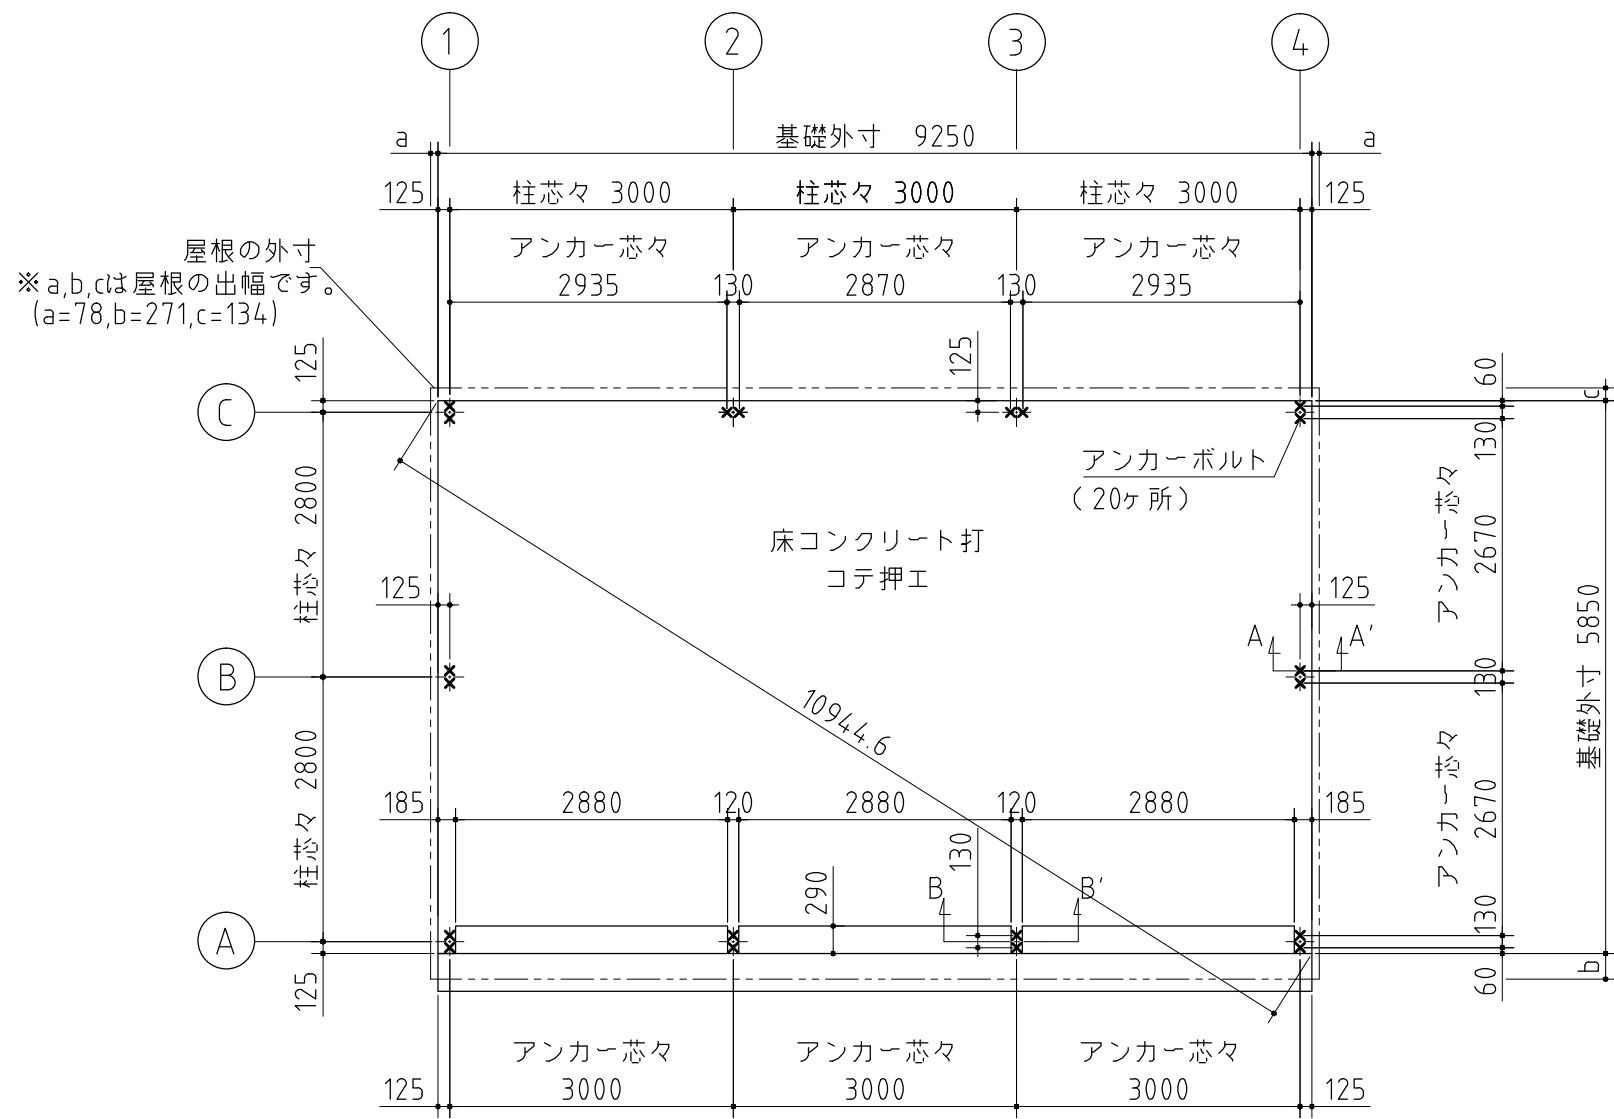 1 2 3 4
a 基礎外寸 9250 a
125 柱芯々 3000 柱芯々 3000 柱芯々 3000 125
アンカー芯々 アンカー芯々 アンカー芯々
2935 130 2870 130 2935
屋根の外寸
※a,b,cは屋根の出幅です。
(a=78,b=271,c=134)
125 125 60
C c
130
アンカーボルト
(20ヶ所)
柱芯々 2800
アンカー芯々 2670
床コンクリート打
コテ押エ
125 125
A A'
B 130
基礎外寸 5850
10944.6
柱芯々 2800
アンカー芯々 2670
185 2880 120 2880 120 2880 185
130
290 B B'
130
A
125 60 b
アンカー芯々 アンカー芯々 アンカー芯々
125 3000 3000 3000 125